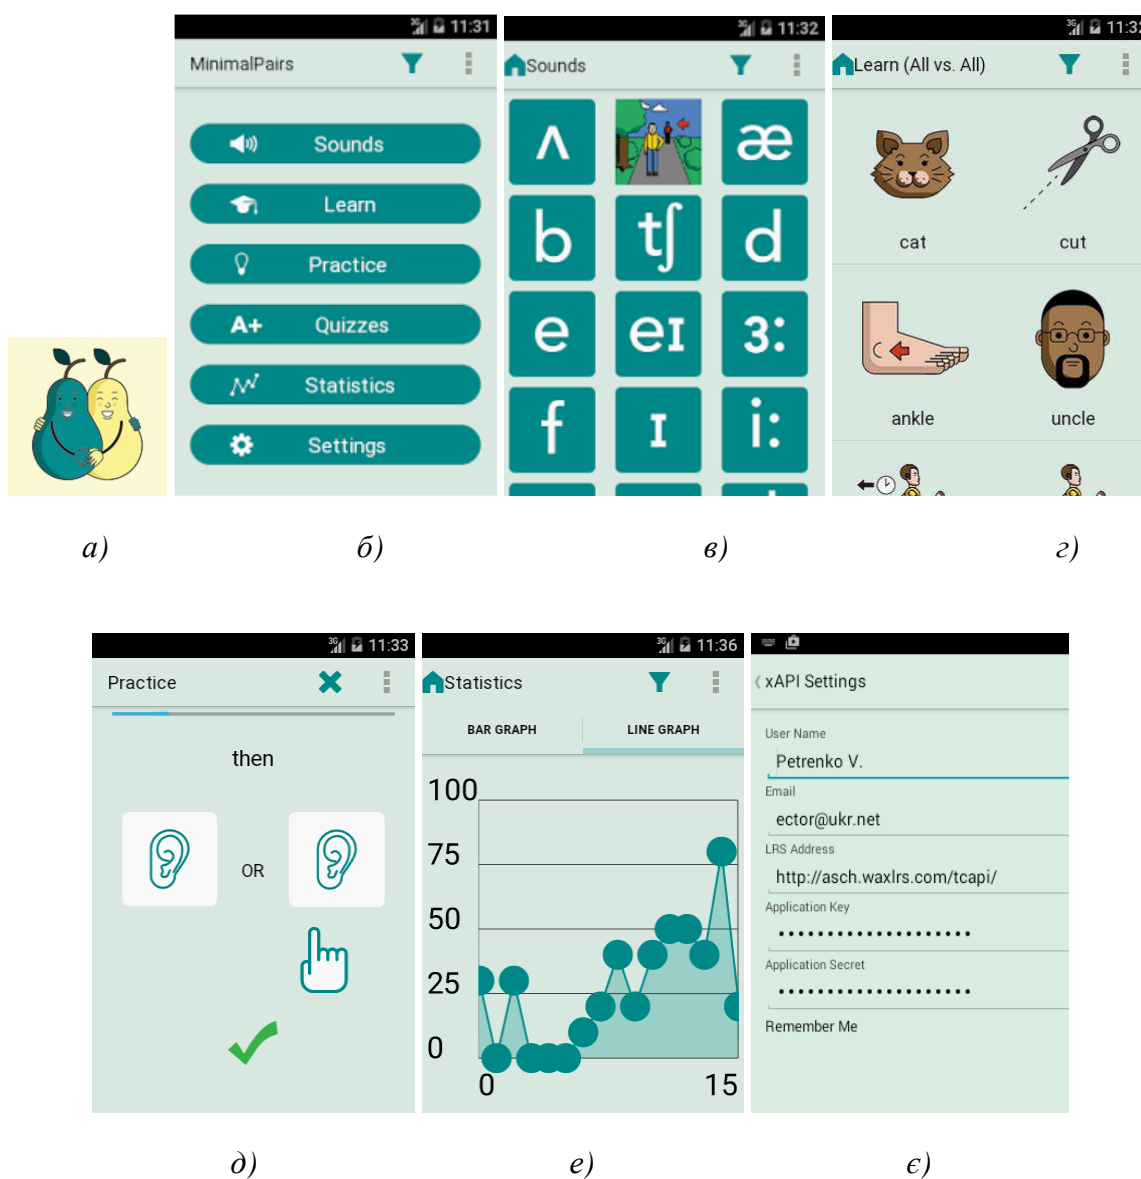 11:31
MinimalPairs
Sounds
Learn
Practice
A+ Quizzes
Statistics
Settings
11:32
Sounds
ʌ æ
b tʃ d
e eɪ ɜ:
f ɪ i:
11:32
Learn (All vs. All)
cat cut
ankle uncle
а) б) в) г)
3G 11:33
Practice
then
OR
3G 11:36
Statistics
BAR GRAPH LINE GRAPH
100
75
50
25
0
0 15
xAPI Settings
User Name
Petrenko V.
Email
ector@ukr.net
LRS Address
http://asch.waxlrs.com/tcapi/
Application Key
••••••••••••••••••••
Application Secret
••••••••••••••••••••
Remember Me
д) е) є)